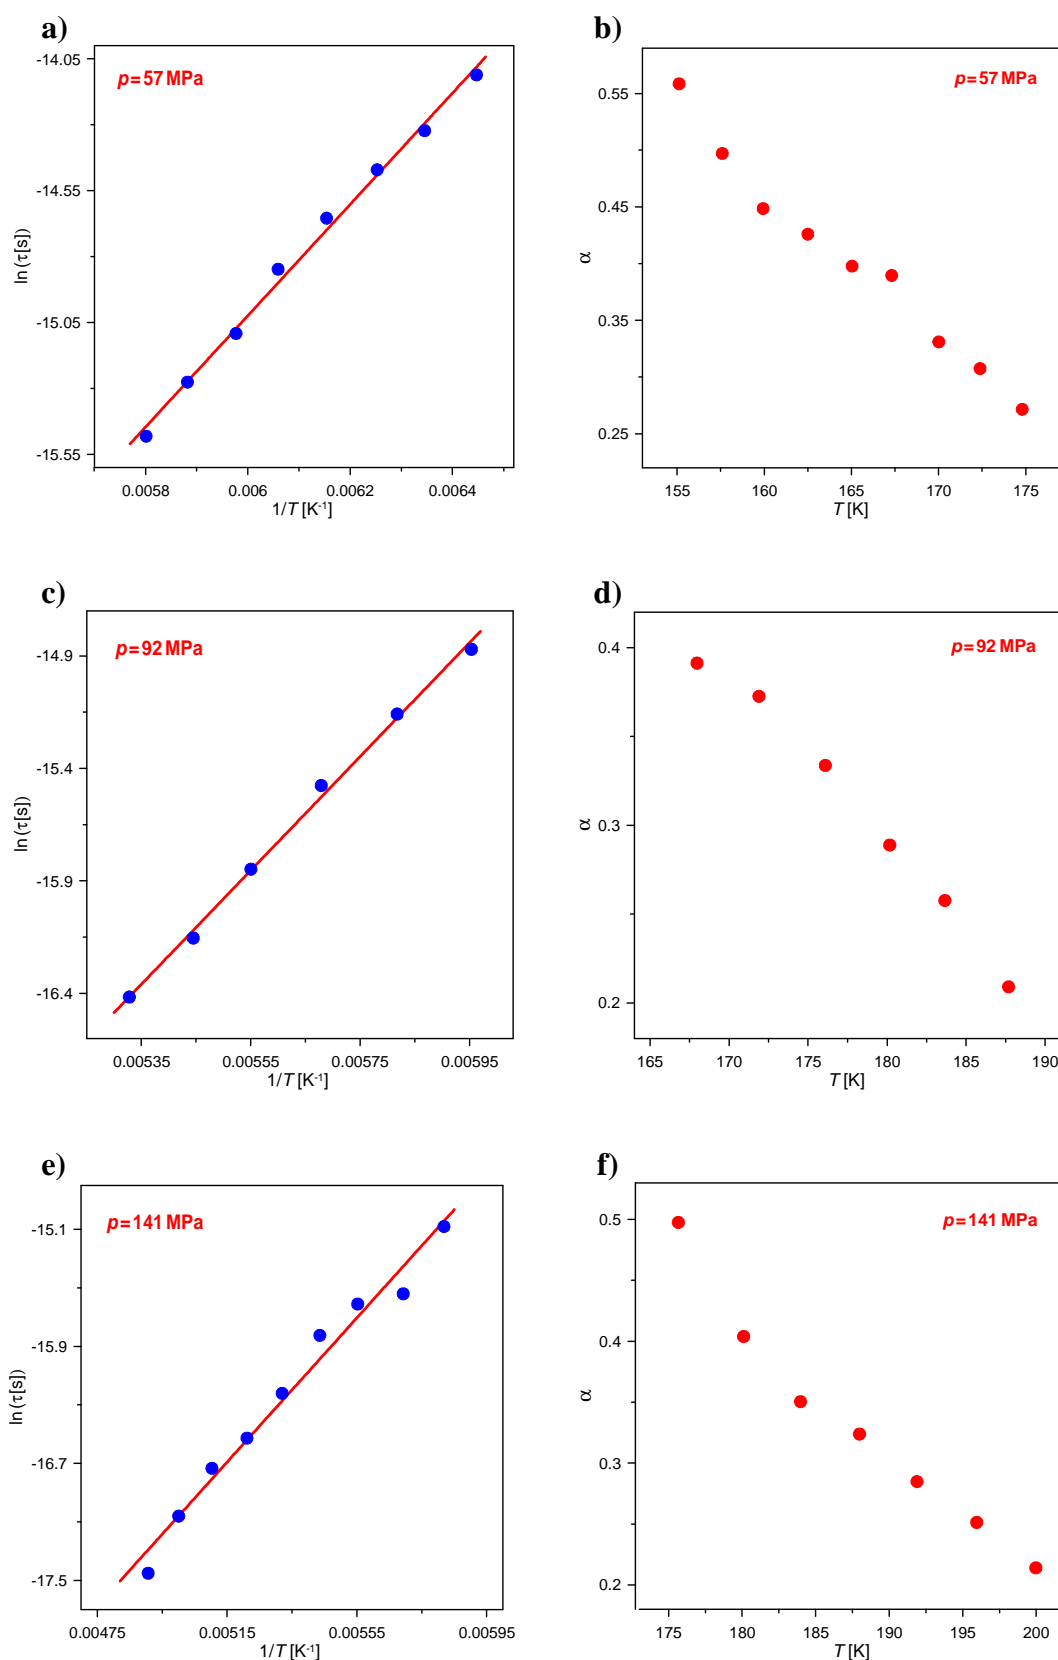 a)
p=57 MPa
-14.05
-14.55
-15.05
-15.55
ln (τ[s])
0.0058
0.006
0.0062
0.0064
1/T [K-1]
b)
p=57 MPa
0.55
0.45
0.35
0.25
α
155
160
165
170
175
T [K]
c)
p=92 MPa
-14.9
-15.4
-15.9
-16.4
ln (τ[s])
0.00535
0.00555
0.00575
0.00595
1/T [K-1]
d)
p=92 MPa
0.4
0.3
0.2
α
165
170
175
180
185
190
T [K]
e)
p=141 MPa
-15.1
-15.9
-16.7
-17.5
ln (τ[s])
0.00475
0.00515
0.00555
0.00595
1/T [K-1]
f)
p=141 MPa
0.5
0.4
0.3
0.2
α
175
180
185
190
195
200
T [K]